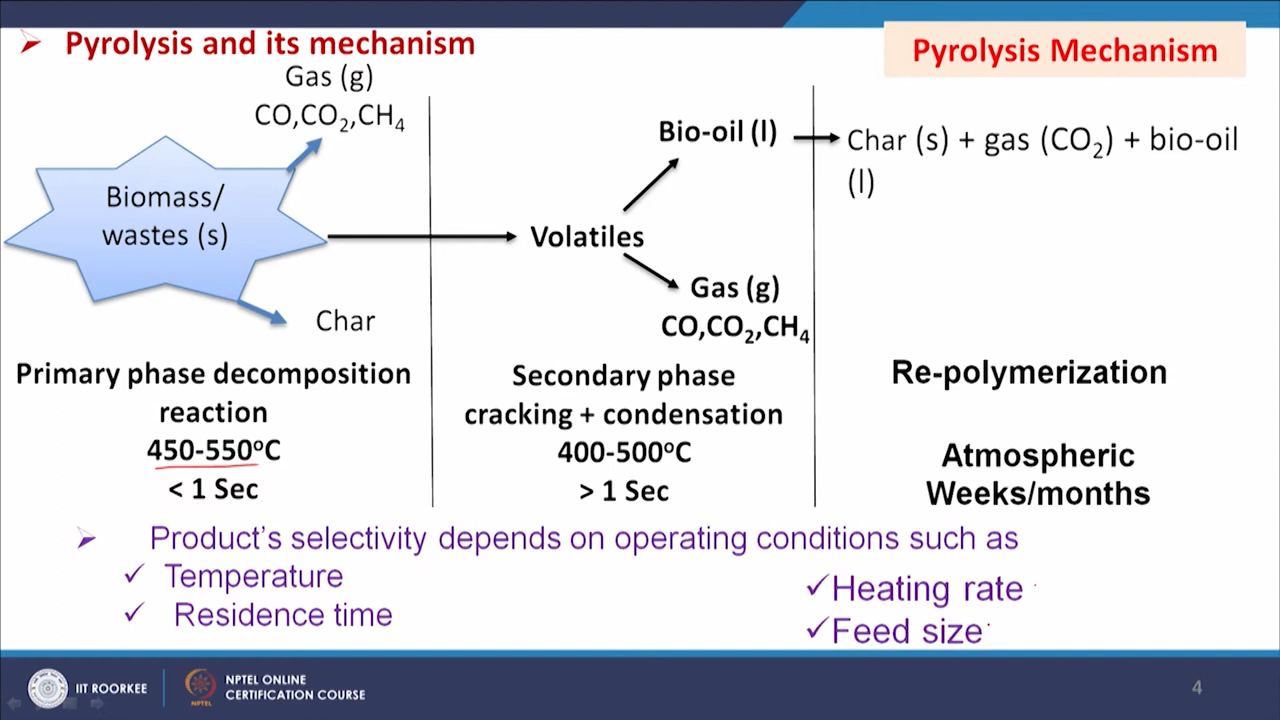 Pyrolysis and its mechanism
Pyrolysis Mechanism
Gas (g)
CO,CO₂,CH₄
Biomass/
wastes (s)
Char
Primary phase decomposition
reaction
450-550ᵒC
< 1 Sec
Bio-oil (l)
Volatiles
Gas (g)
CO,CO₂,CH₄
Secondary phase
cracking + condensation
400-500ᵒC
> 1 Sec
Char (s) + gas (CO₂) + bio-oil
(l)
Re-polymerization
Atmospheric
Weeks/months
Product's selectivity depends on operating conditions such as
Temperature
Residence time
Heating rate
Feed size
IIT ROORKEE
NPTEL
NPTEL ONLINE
CERTIFICATION COURSE
4